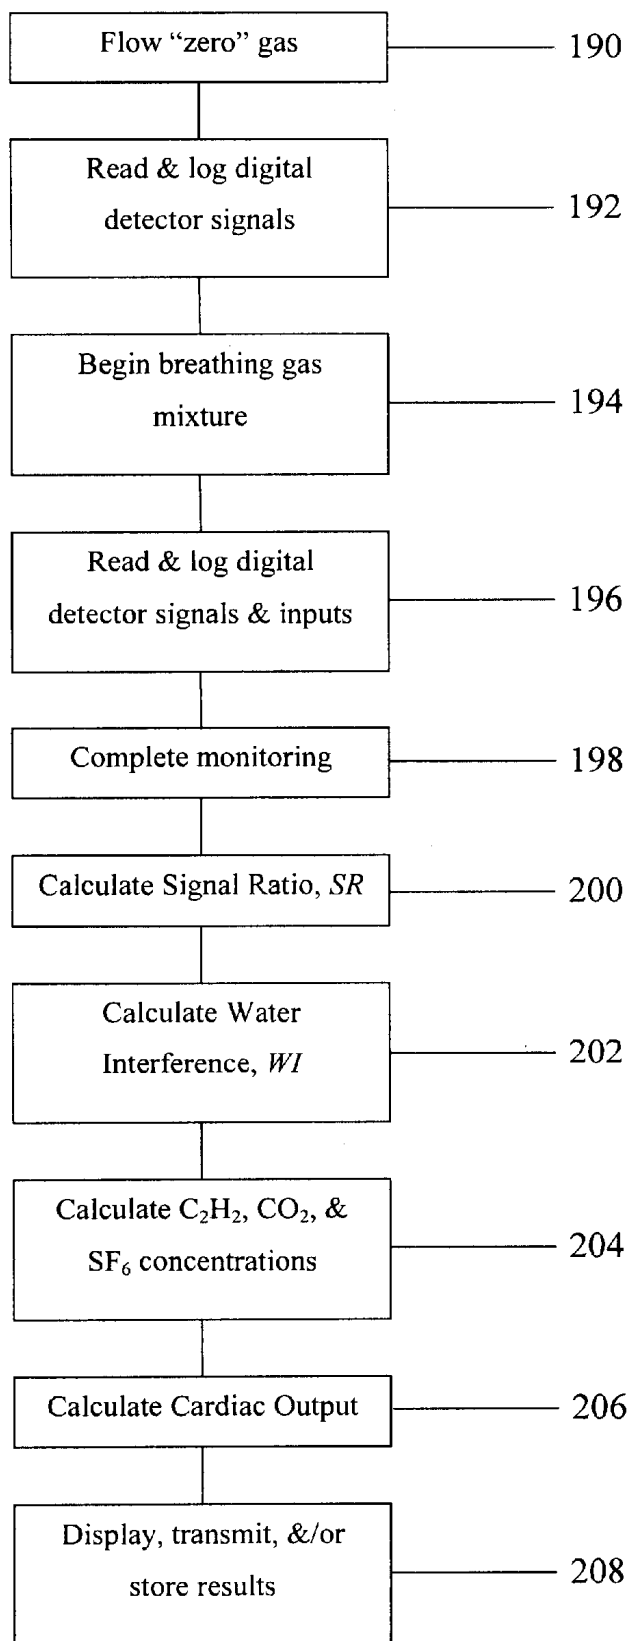 Flow “zero” gas
190
Read & log digital
detector signals
192
Begin breathing gas
mixture
194
Read & log digital
detector signals & inputs
196
Complete monitoring
198
Calculate Signal Ratio, SR
200
Calculate Water
Interference, WI
202
Calculate C₂H₂, CO₂, &
SF₆ concentrations
204
Calculate Cardiac Output
206
Display, transmit, &/or
store results
208